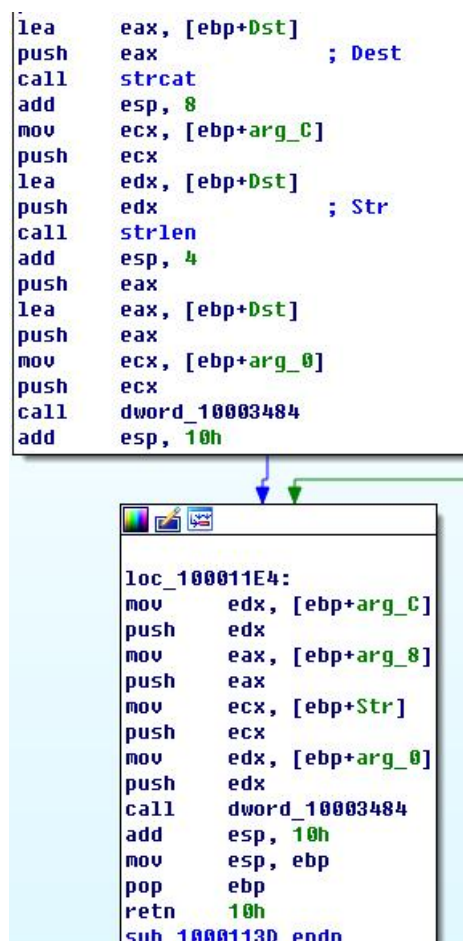 lea eax, [ebp+Dst]
push eax ; Dest
call strcat
add esp, 8
mov ecx, [ebp+arg_C]
push ecx
lea edx, [ebp+Dst]
push edx ; Str
call strlen
add esp, 4
push eax
lea eax, [ebp+Dst]
push eax
mov ecx, [ebp+arg_0]
push ecx
call dword_10003484
add esp, 10h
loc_100011E4:
mov edx, [ebp+arg_C]
push edx
mov eax, [ebp+arg_8]
push eax
mov ecx, [ebp+Str]
push ecx
mov edx, [ebp+arg_0]
push edx
call dword_10003484
add esp, 10h
mov esp, ebp
pop ebp
retn 10h
sub_1000113D endp